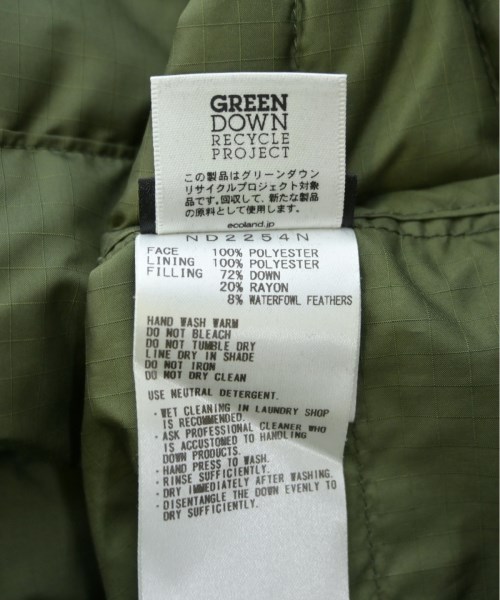 GREEN
DOWN
RECYCLE
PROJECT
この製品はグリーンダウン
リサイクルプロジェクト対象
品です。回収して、新たな製品
の原料として使用します。
ecoland.jp
ND2254N
FACE 100% POLYESTER
LINING 100% POLYESTER
FILLING 72% DOWN
20% RAYON
8% WATERFOWL FEATHERS
HAND WASH WARM
DO NOT BLEACH
DO NOT TUMBLE DRY
LINE DRY IN SHADE
DO NOT IRON
DO NOT DRY CLEAN
USE NEUTRAL DETERGENT.
・WET CLEANING IN LAUNDRY SHOP
IS RECOMMENDED.
・ASK PROFESSIONAL CLEANER WHO
IS ACCUSTOMED TO HANDLING
DOWN PRODUCTS.
・HAND PRESS TO WASH.
・RINSE SUFFICIENTLY.
・DRY IMMEDIATELY AFTER WASHING.
・DISENTANGLE THE DOWN EVENLY TO
DRY SUFFICIENTLY.